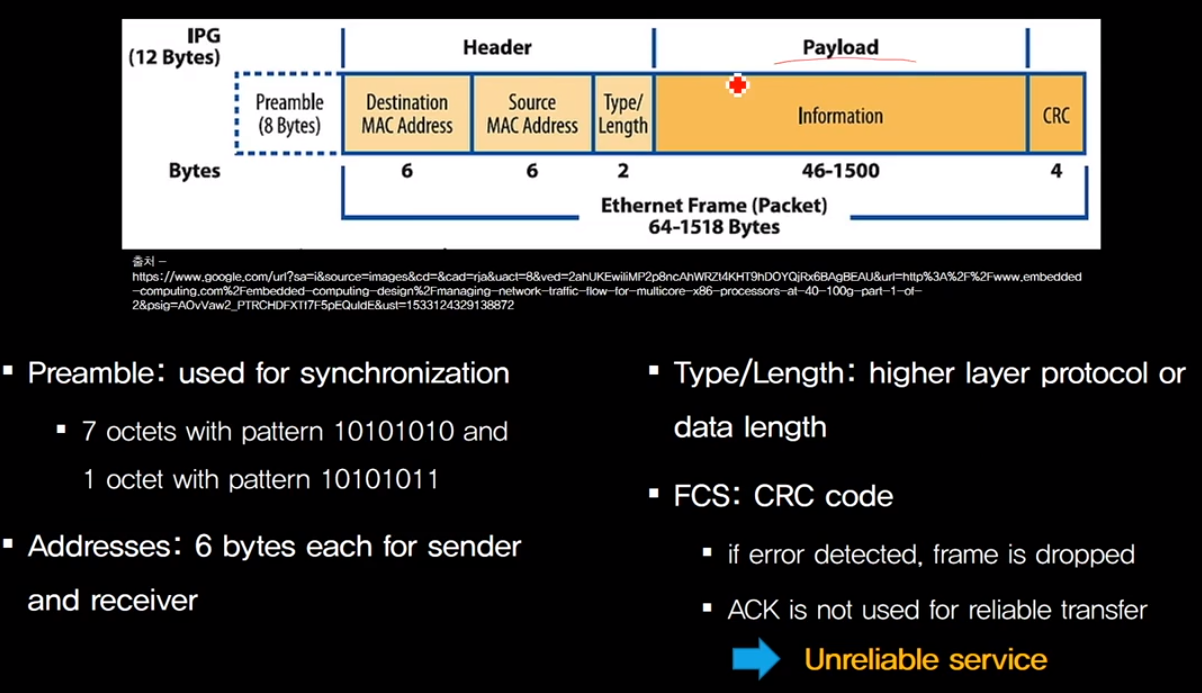 IPG
(12 Bytes)
Header
Payload
Preamble
(8 Bytes)
Destination
MAC Address
Source
MAC Address
Type/
Length
Information
CRC
Bytes
6
6
2
46-1500
4
Ethernet Frame (Packet)
64-1518 Bytes
출처 –
https://www.google.com/url?sa=i&source=images&cd=&cad=rja&uact=8&ved=2ahUKEwiliMP2p8ncAhWRZt4KHT9hDOYQjRx6BAgBEAU&url=http%3A%2F%2Fwww.embedded
-computing.com%2Fembedded-computing-design%2Fmanaging-network-traffic-flow-for-multicore-x86-processors-at-40-100g-part-1-of-
2&psig=AOvVaw2_PTRCHDFXTf7F5pEQuIdE&ust=1533124329138872
▪ Preamble: used for synchronization
▪ 7 octets with pattern 10101010 and
1 octet with pattern 10101011
▪ Addresses: 6 bytes each for sender
and receiver
▪ Type/Length: higher layer protocol or
data length
▪ FCS: CRC code
▪ if error detected, frame is dropped
▪ ACK is not used for reliable transfer
Unreliable service